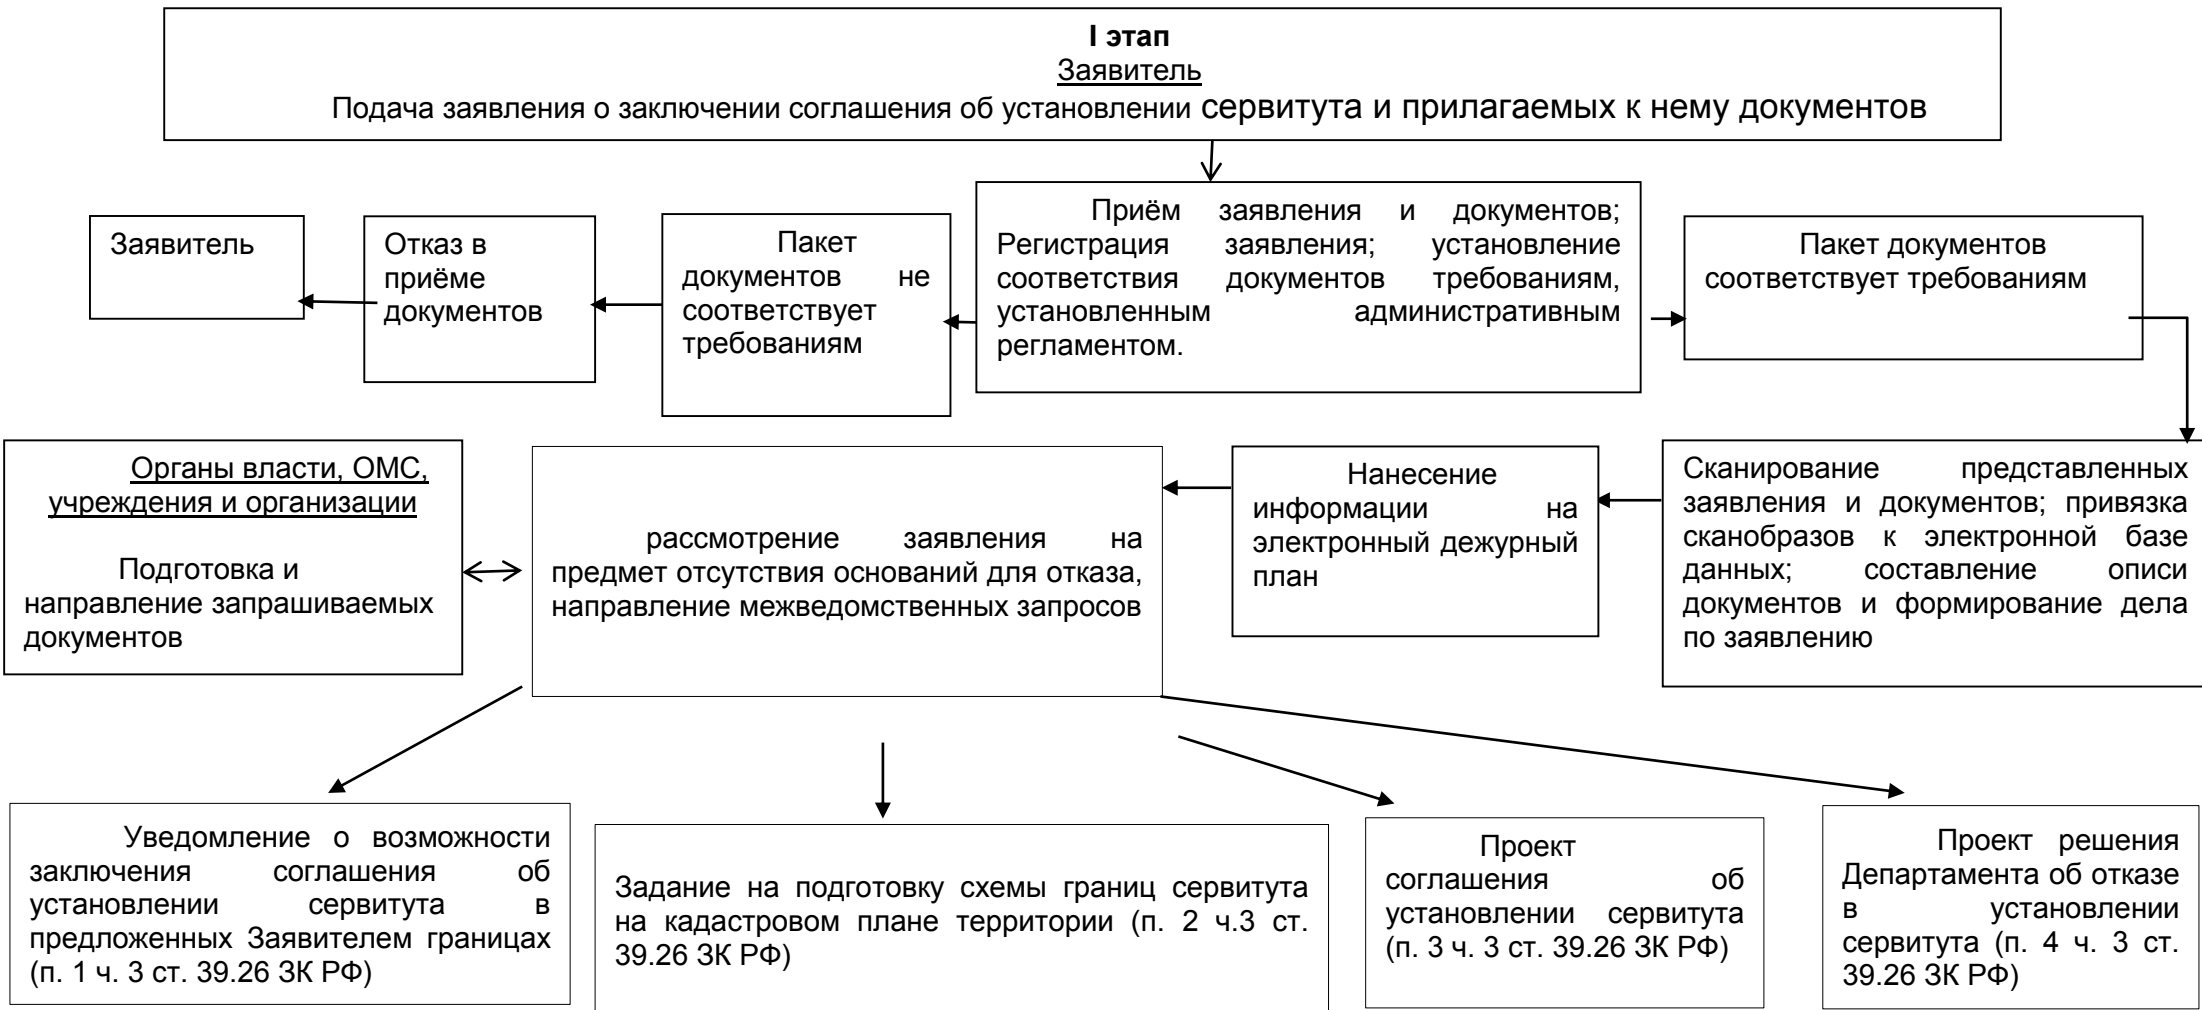 I этап
Заявитель
Подача заявления о заключении соглашения об установлении сервитута и прилагаемых к нему документов
Заявитель
Отказ в
приёме
документов
Пакет
документов не
соответствует
требованиям
Приём заявления и документов;
Регистрация заявления; установление
соответствия документов требованиям,
установленным административным
регламентом.
Пакет документов
соответствует требованиям
Органы власти, ОМС,
учреждения и организации
Подготовка и
направление запрашиваемых
документов
рассмотрение заявления на
предмет отсутствия оснований для отказа,
направление межведомственных запросов
Нанесение
информации на
электронный дежурный
план
Сканирование представленных
заявления и документов; привязка
сканобразов к электронной базе
данных; составление описи
документов и формирование дела
по заявлению
Уведомление о возможности
заключения соглашения об
установлении сервитута в
предложенных Заявителем границах
(п. 1 ч. 3 ст. 39.26 ЗК РФ)
Задание на подготовку схемы границ сервитута
на кадастровом плане территории (п. 2 ч.3 ст.
39.26 ЗК РФ)
Проект
соглашения об
установлении сервитута
(п. 3 ч. 3 ст. 39.26 ЗК РФ)
Проект решения
Департамента об отказе
в установлении
сервитута (п. 4 ч. 3 ст.
39.26 ЗК РФ)